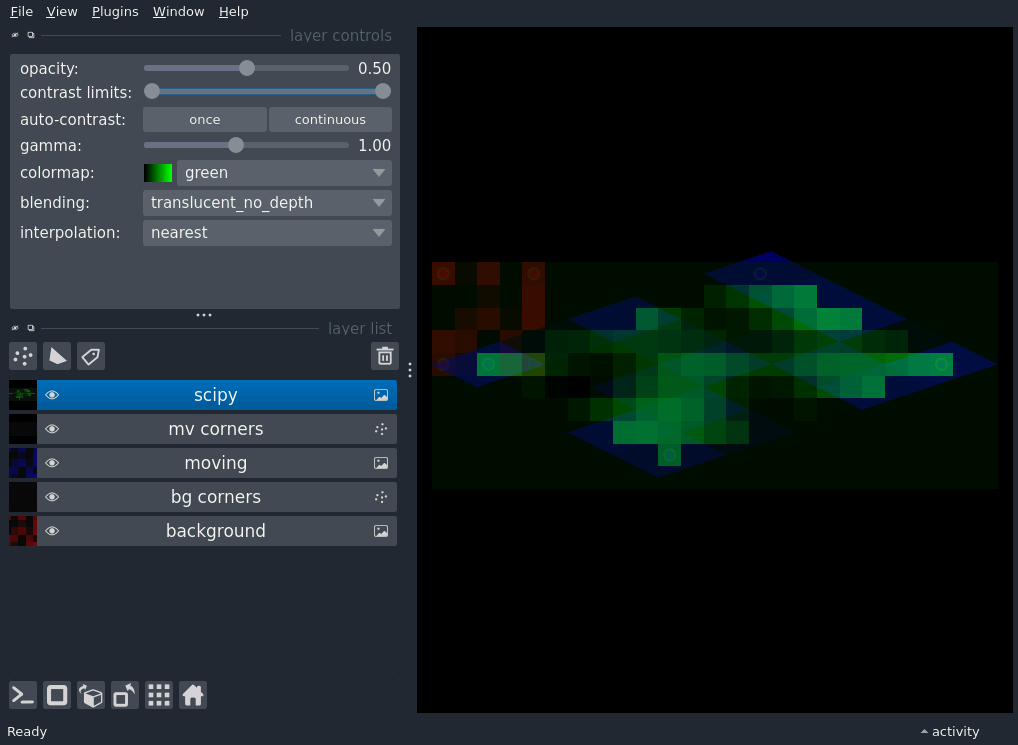 File View Plugins Window Help
layer controls
opacity: 0.50
contrast limits:
auto-contrast: once continuous
gamma: 1.00
colormap: green
blending: translucent_no_depth
interpolation: nearest
layer list
scipy
mv corners
moving
bg corners
background
Ready activity